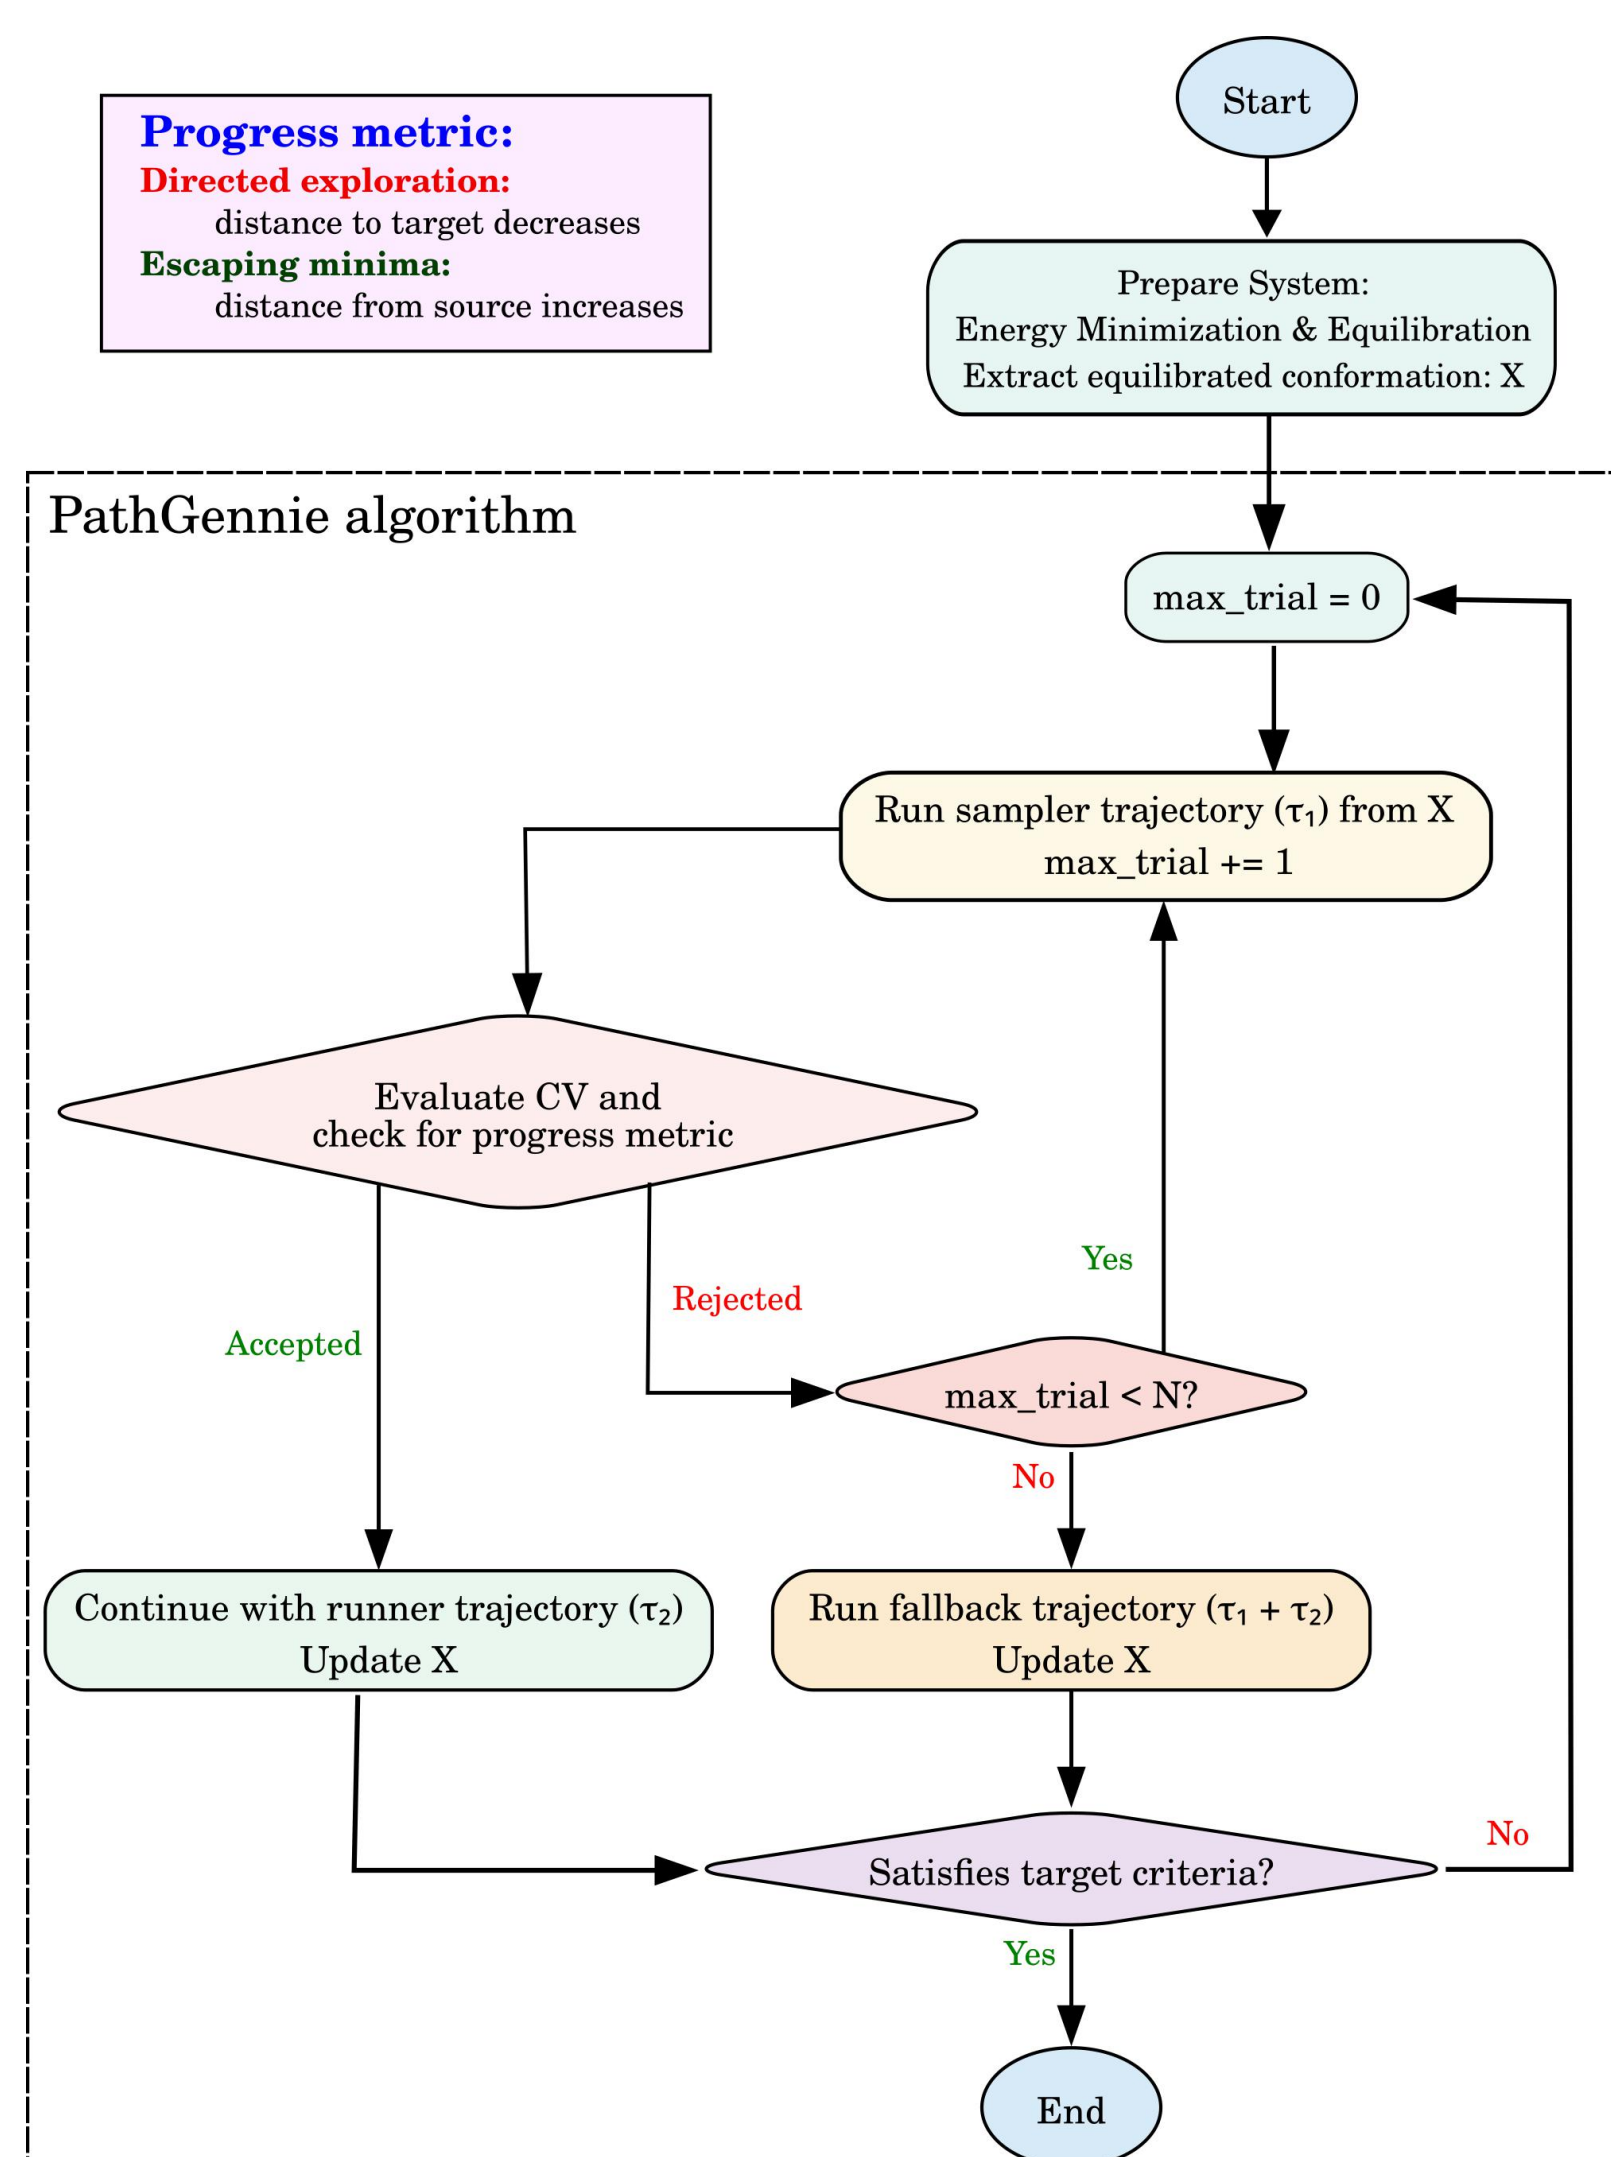 Start
Progress metric:
Directed exploration:
distance to target decreases
Escaping minima:
distance from source increases
Prepare System:
Energy Minimization & Equilibration
Extract equilibrated conformation: X
PathGennie algorithm
max_trial = 0
Run sampler trajectory (τ₁) from X
max_trial += 1
Evaluate CV and
check for progress metric
Yes
Rejected
Accepted
max_trial < N?
No
Continue with runner trajectory (τ₂)
Update X
Run fallback trajectory (τ₁ + τ₂)
Update X
No
Satisfies target criteria?
Yes
End